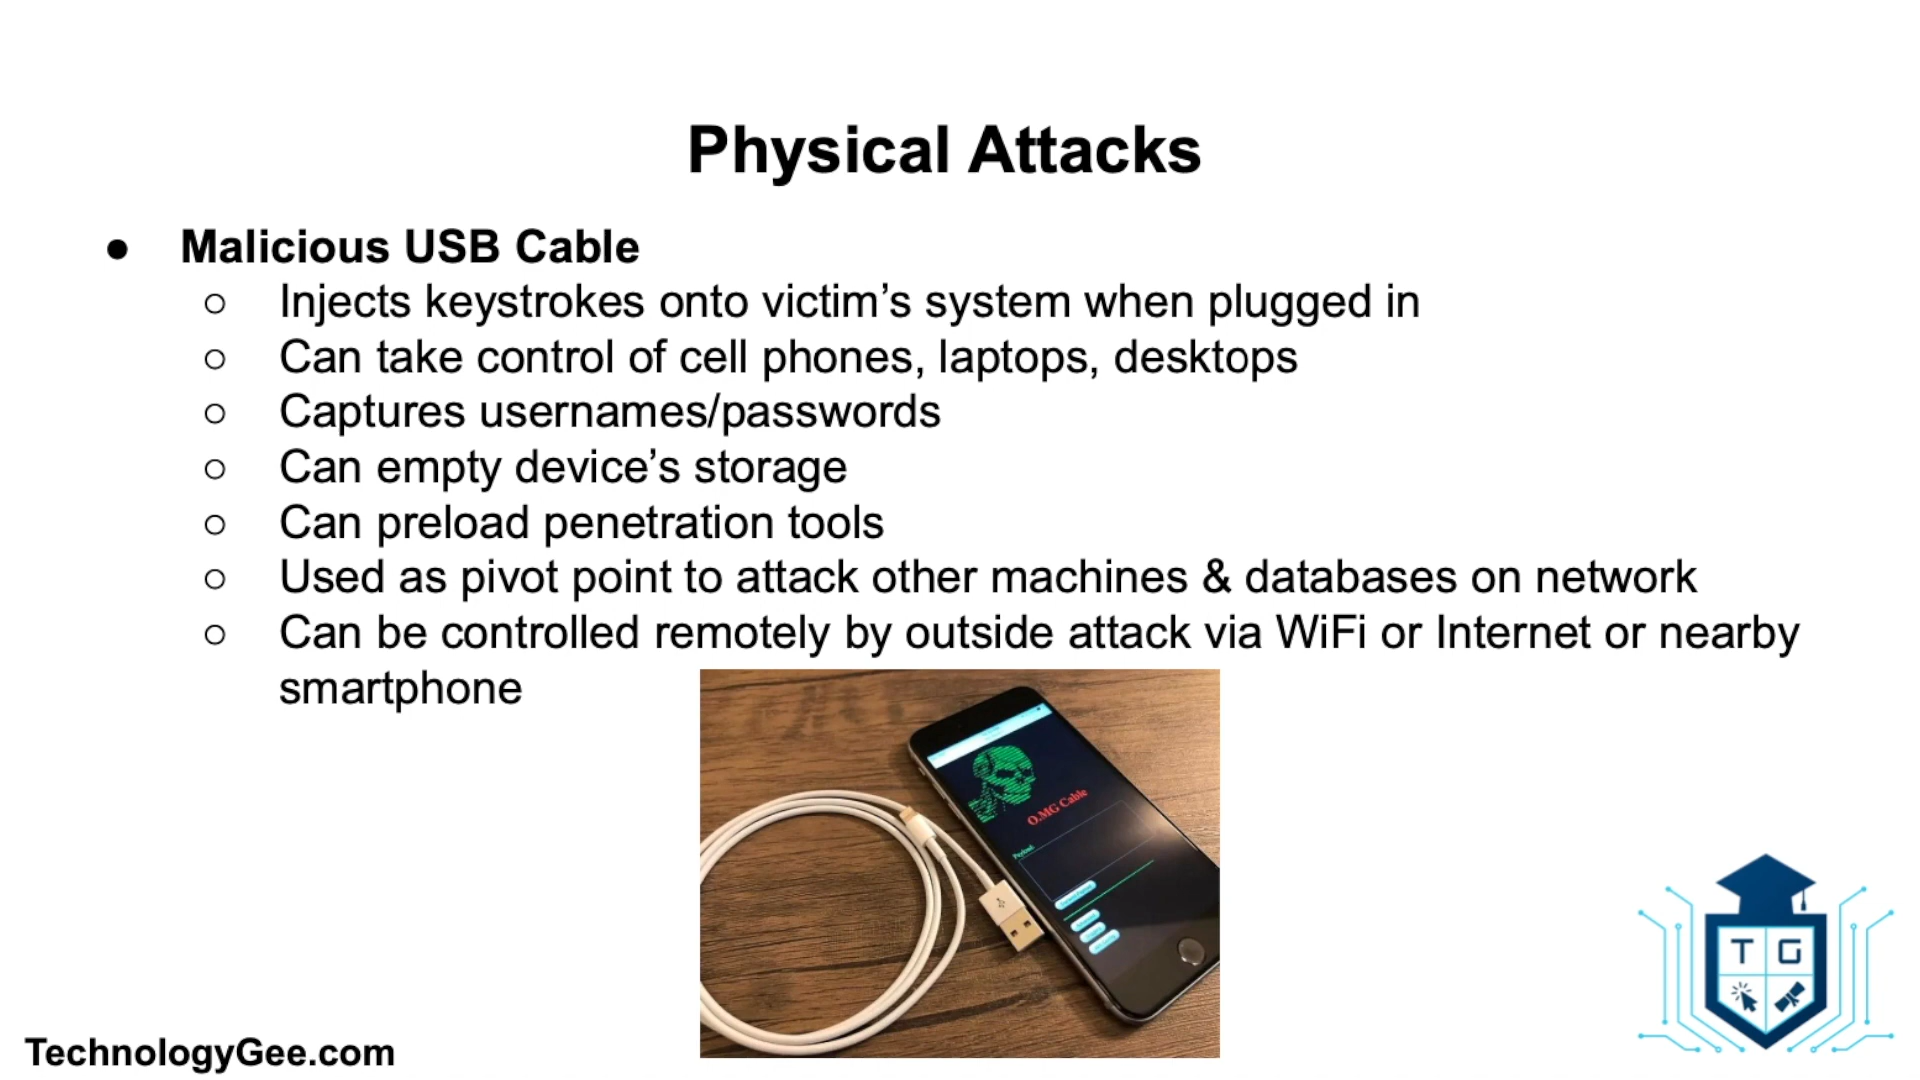 Physical Attacks
● Malicious USB Cable
○ Injects keystrokes onto victim’s system when plugged in
○ Can take control of cell phones, laptops, desktops
○ Captures usernames/passwords
○ Can empty device’s storage
○ Can preload penetration tools
○ Used as pivot point to attack other machines & databases on network
○ Can be controlled remotely by outside attack via WiFi or Internet or nearby
smartphone
O.MG Cable
Payload:
T G
TechnologyGee.com